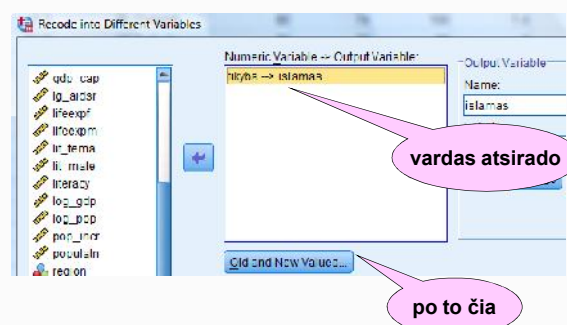 Recode into Different Variables
Numeric Variable -> Output Variable:
tikyba --> islamas
Output Variable
Name:
islamas
gdp_cap
lg_aidsr
lifeexpf
lifeexpm
lit_fema
lit_male
literacy
log_gdp
log_pop
pop_incr
populatn
region
vardas atsirado
Old and New Values...
po to čia